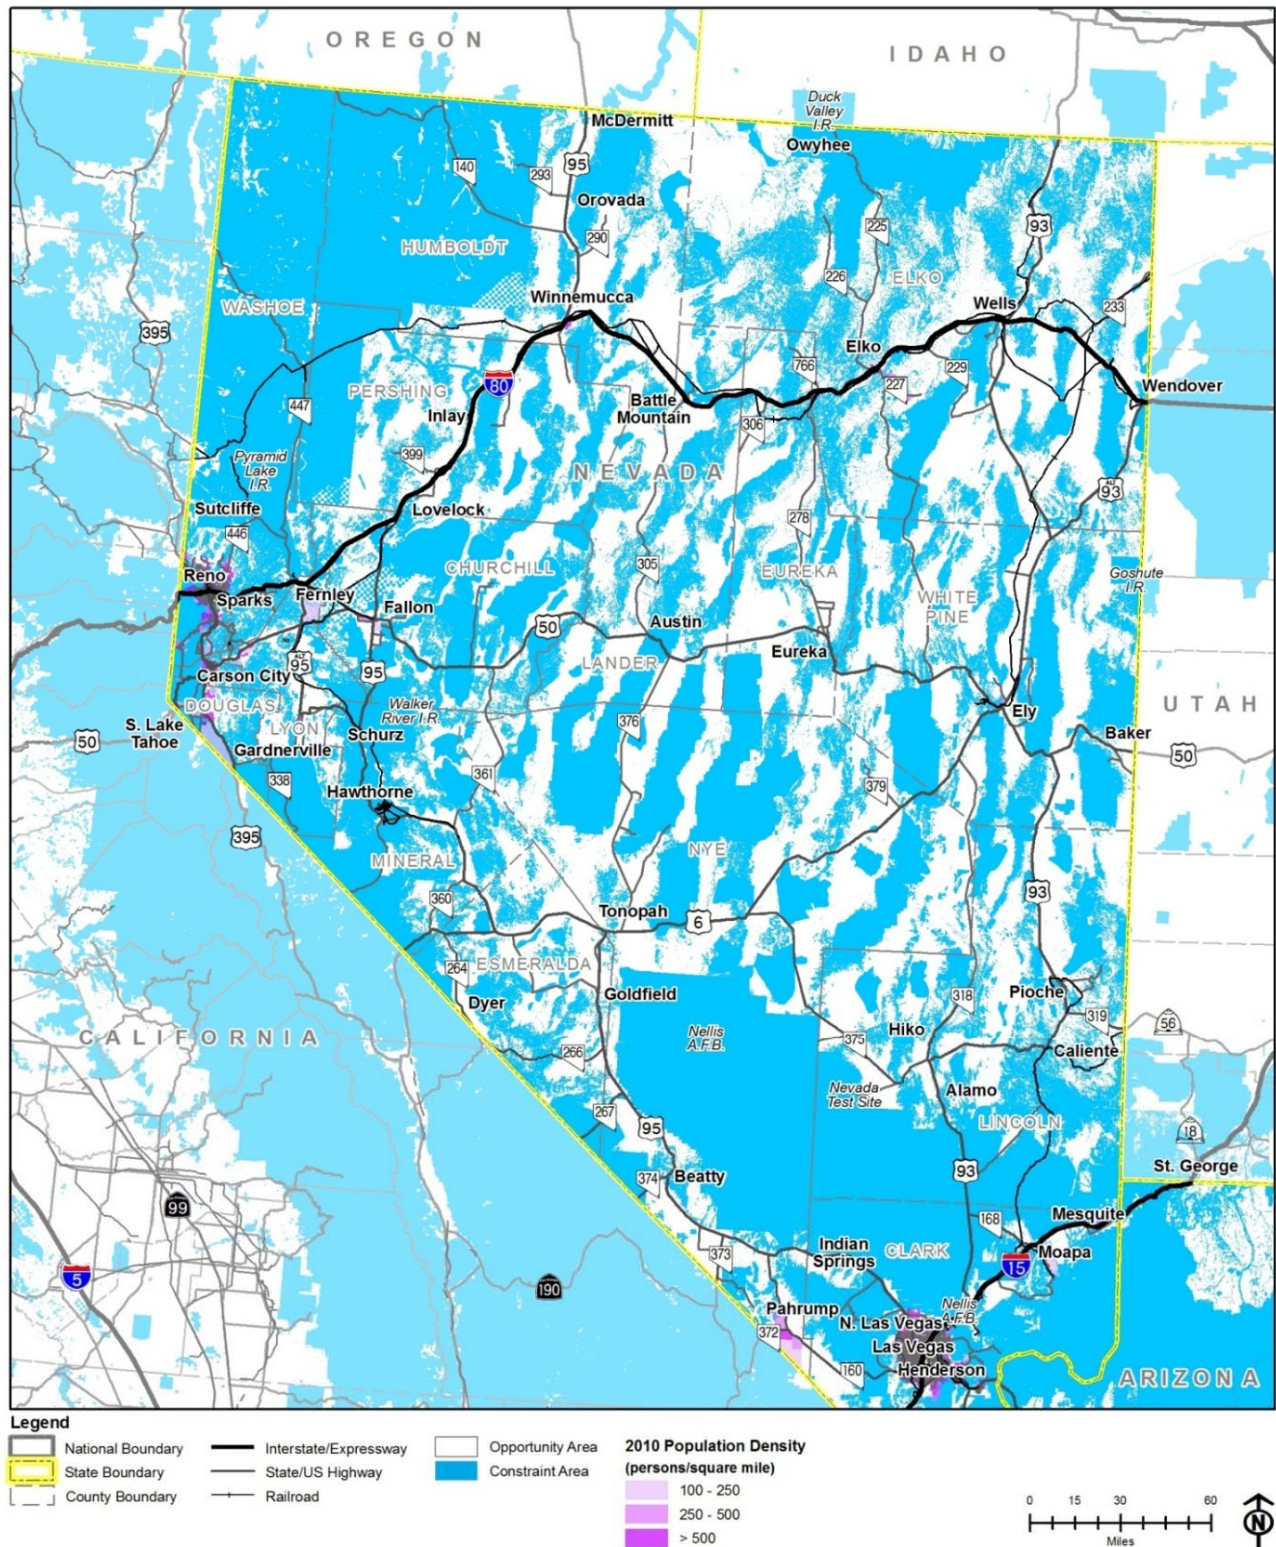 OREGON
IDAHO
Duck
Valley
I.R.
McDermitt
Owyhee
95
140
293
Orovada
225
93
290
HUMBOLDT
226
ELKO
Winnemucca
Wells
WASHOE
233
395
Elko
766
229
Wendover
80
PERSHING
227
447
Inlay
Battle
Mountain
306
399
NEVADA
Pyramid
Lake
I.R.
ALT
93
Sutcliffe
Lovelock
278
446
CHURCHILL
305
EUREKA
Goshute
I.R.
Reno
Sparks
Fernley
Fallon
WHITE
PINE
50
Austin
Eureka
LANDER
ALT
95
95
Carson City
DOUGLAS
Walker
River I.R.
UTAH
LYON
376
Ely
S. Lake
Tahoe
50
Schurz
Baker
Gardnerville
50
338
361
379
Hawthorne
395
NYE
MINERAL
93
360
Tonopah
6
264
ESMERALDA
Dyer
Goldfield
318
Pioche
319
56
CALIFORNIA
Nellis
A.F.B.
Hiko
375
266
Caliente
Nevada
Test Site
Alamo
267
LINCOLN
95
18
93
St. George
374
Beatty
99
Mesquite
168
373
Indian
Springs
CLARK
Moapa
15
5
190
Nellis
A.F.B.
Pahrump
N. Las Vegas
372
Las Vegas
160
Henderson
ARIZONA
Legend
National Boundary
State Boundary
County Boundary
Interstate/Expressway
State/US Highway
Railroad
Opportunity Area
Constraint Area
2010 Population Density
(persons/square mile)
100 - 250
250 - 500
> 500
0 15 30 60
Miles
N